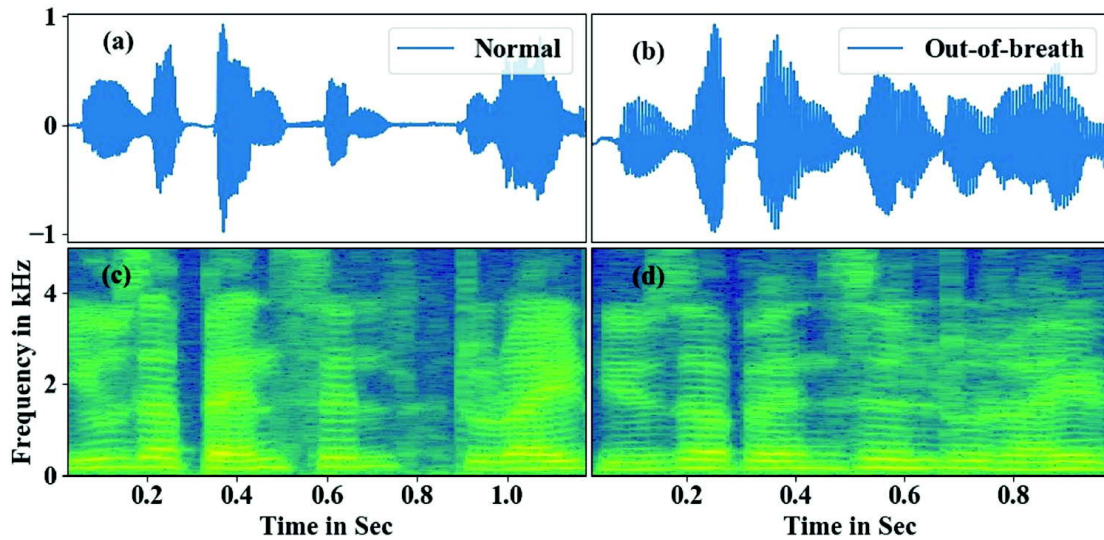 1
(a)
Normal
(b)
Out-of-breath
0
−1
(c)
(d)
Frequency in kHz
4
2
0
0.2 0.4 0.6 0.8 1.0
0.2 0.4 0.6 0.8
Time in Sec
Time in Sec